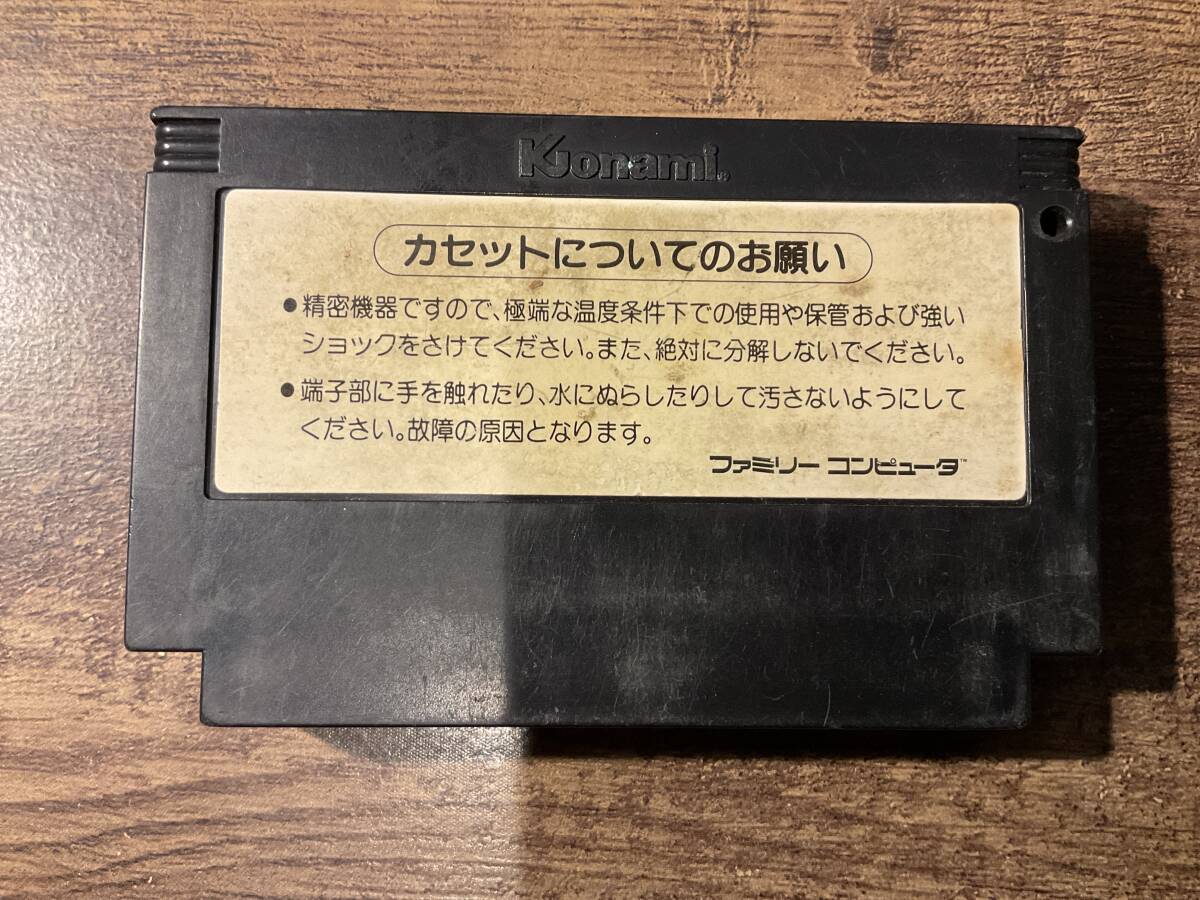 Konami®
カセットについてのお願い
●精密機器ですので、極端な温度条件下での使用や保管および強い
ショックをさけてください。また、絶対に分解しないでください。
●端子部に手を触れたり、水にぬらしたりして汚さないようにして
ください。故障の原因となります。
ファミリー コンピュータ™